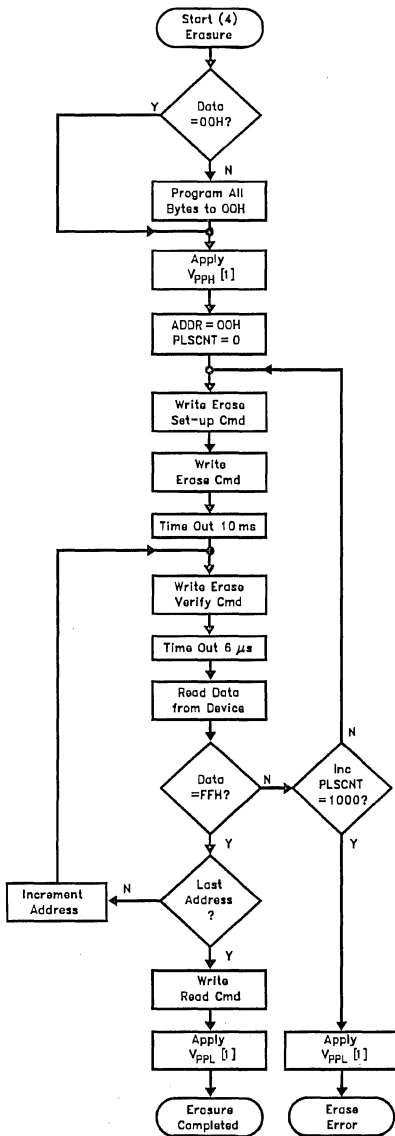 Start (4)
Erasure
Y
Data
=00H?
N
Program All
Bytes to 00H
Apply
VPPH [1]
ADDR = 00H
PLSCNT = 0
Write Erase
Set-up Cmd
Write
Erase Cmd
Time Out 10 ms
Write Erase
Verify Cmd
Time Out 6 μs
Read Data
from Device
N
Data
=FFH?
N
Inc
PLSCNT
=1000?
Y
Y
Increment
Address
N
Last
Address
?
Y
Write
Read Cmd
Apply
VPPL [1]
Apply
VPPL [1]
Erasure
Completed
Erase
Error